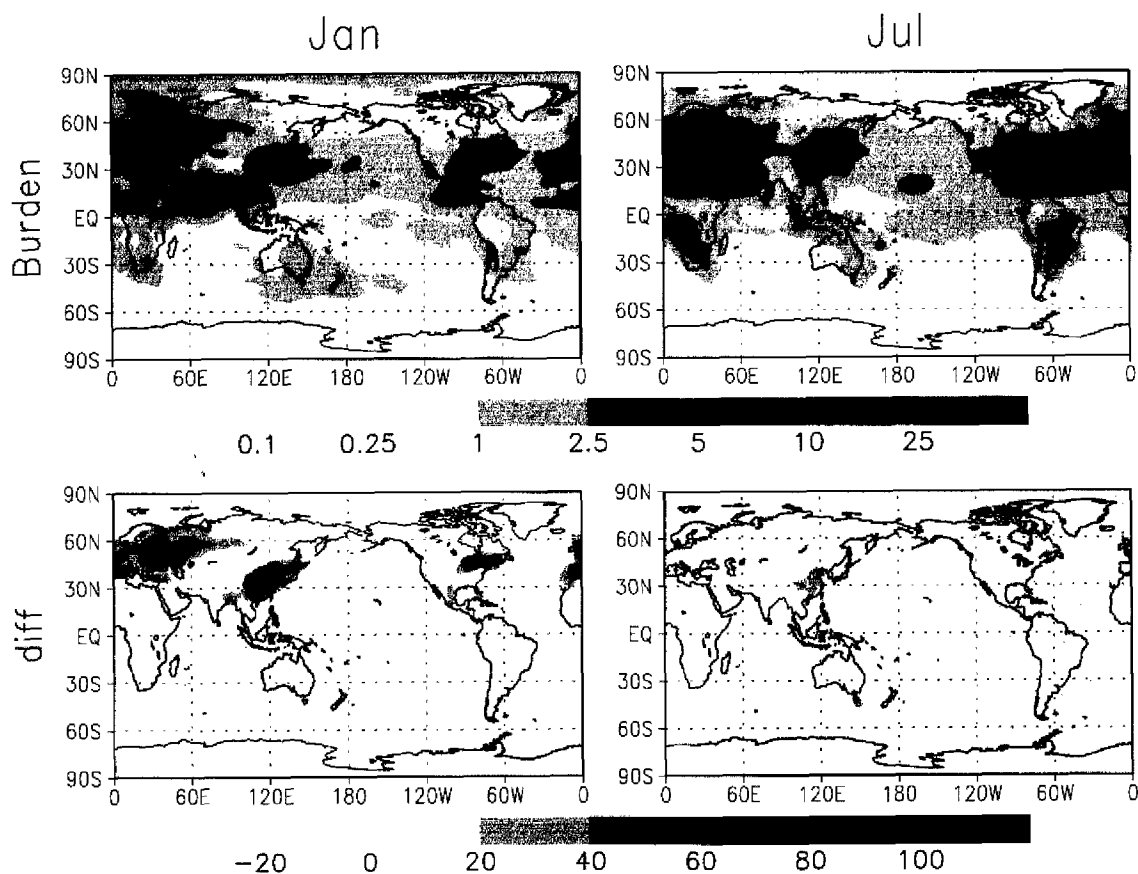 Jan Jul
Burden
90N 90N
60N 60N
30N 30N
EQ EQ
30S 30S
60S 60S
90S 90S
0 60E 120E 180 120W 60W 0 0 60E 120E 180 120W 60W 0
0.1 0.25 1 2.5 5 10 25
diff
90N 90N
60N 60N
30N 30N
EQ EQ
30S 30S
60S 60S
90S 90S
0 60E 120E 180 120W 60W 0 0 60E 120E 180 120W 60W 0
−20 0 20 40 60 80 100